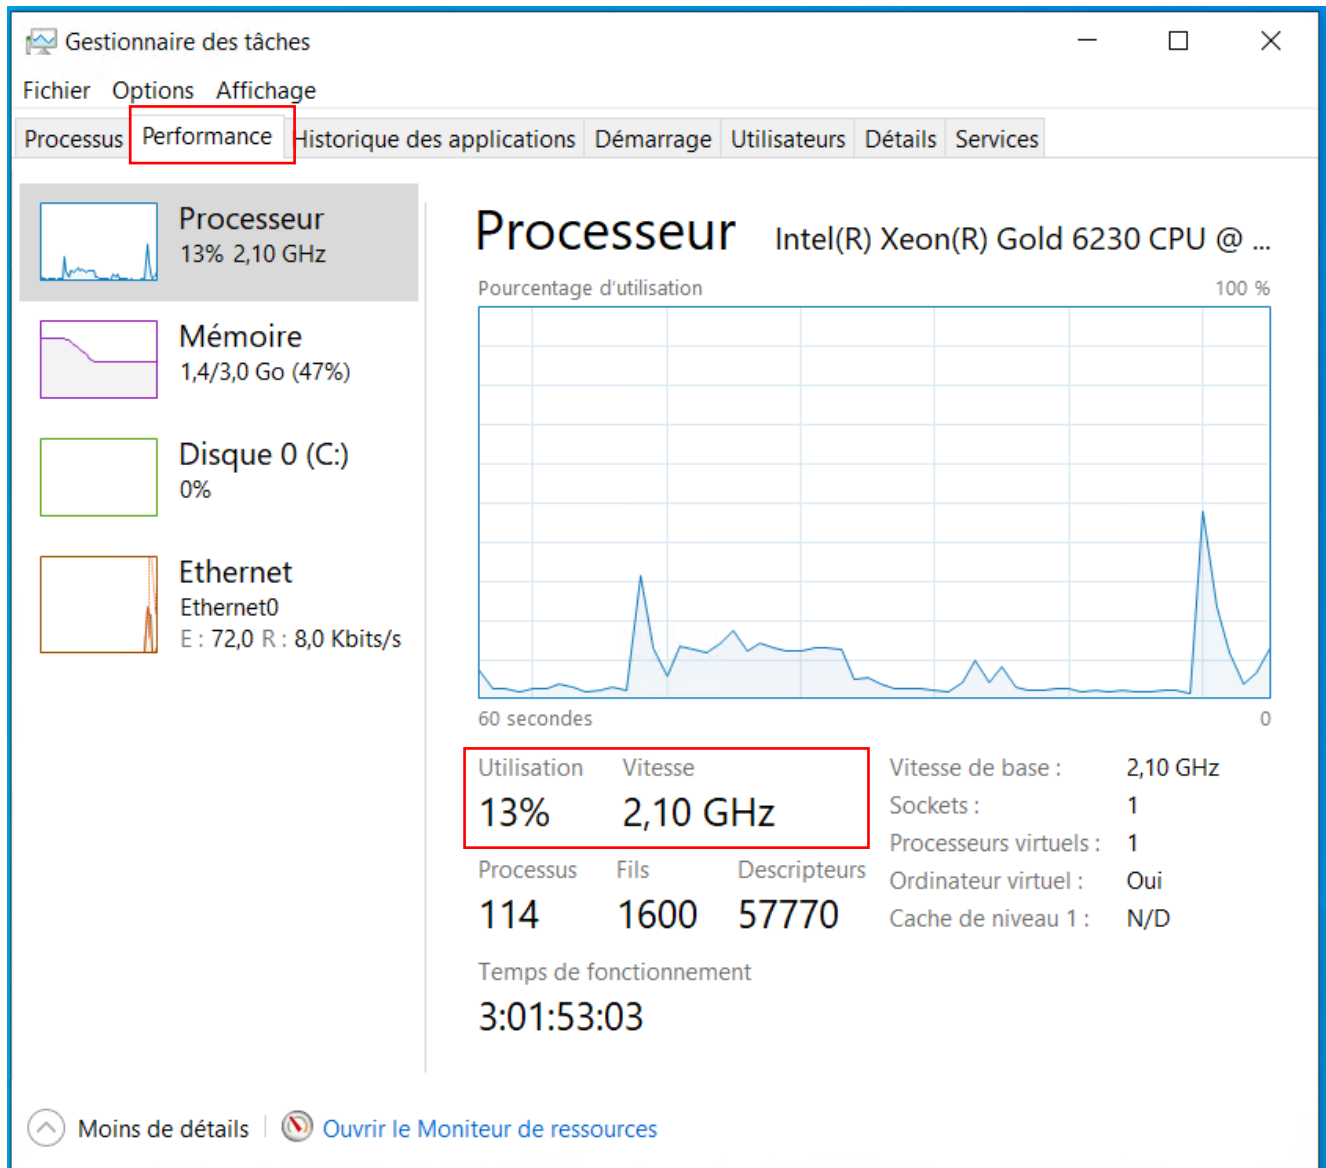 Gestionnaire des tâches
Fichier Options Affichage
Processus Performance Historique des applications Démarrage Utilisateurs Détails Services
Processeur
13% 2,10 GHz
Mémoire
1,4/3,0 Go (47%)
Disque 0 (C:)
0%
Ethernet
Ethernet0
E : 72,0 R : 8,0 Kbits/s
Processeur Intel(R) Xeon(R) Gold 6230 CPU @ ...
Pourcentage d'utilisation 100 %
60 secondes 0
Utilisation Vitesse
13% 2,10 GHz
Processus Fils Descripteurs
114 1600 57770
Temps de fonctionnement
3:01:53:03
Vitesse de base : 2,10 GHz
Sockets : 1
Processeurs virtuels : 1
Ordinateur virtuel : Oui
Cache de niveau 1 : N/D
Moins de détails Ouvrir le Moniteur de ressources